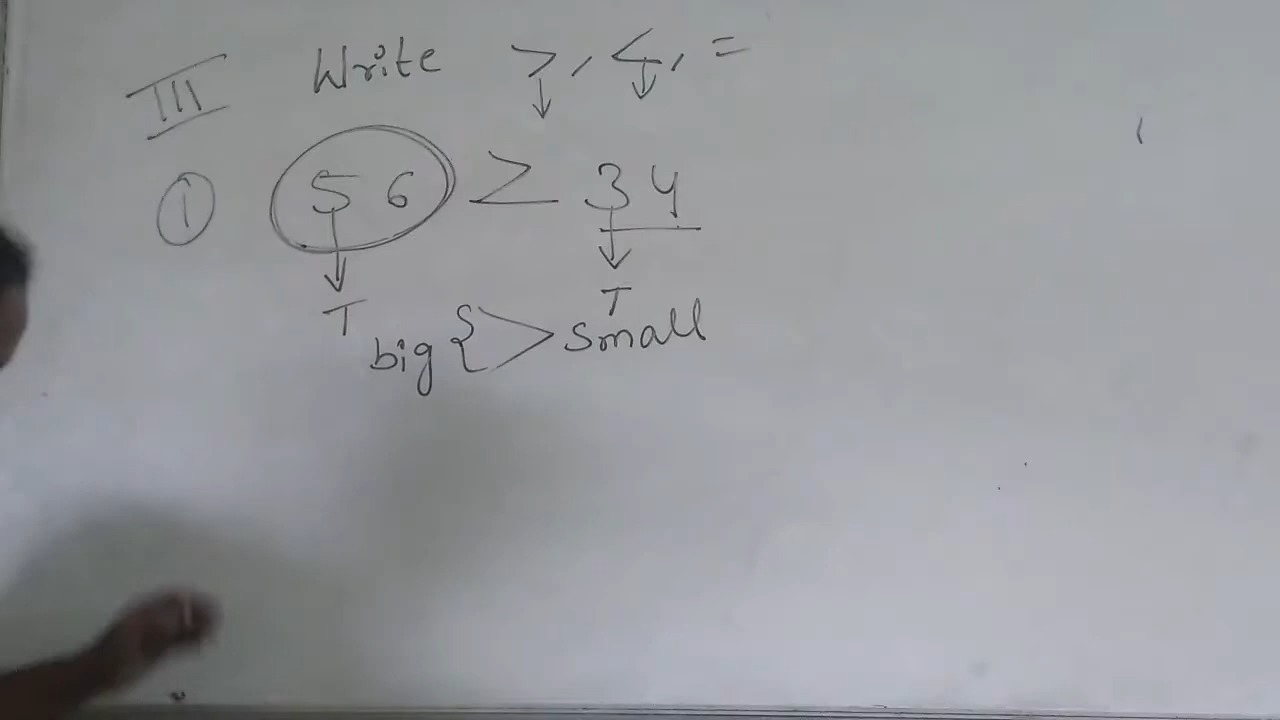 III Write >, <, =
① 56 > 34
T T
big { > small